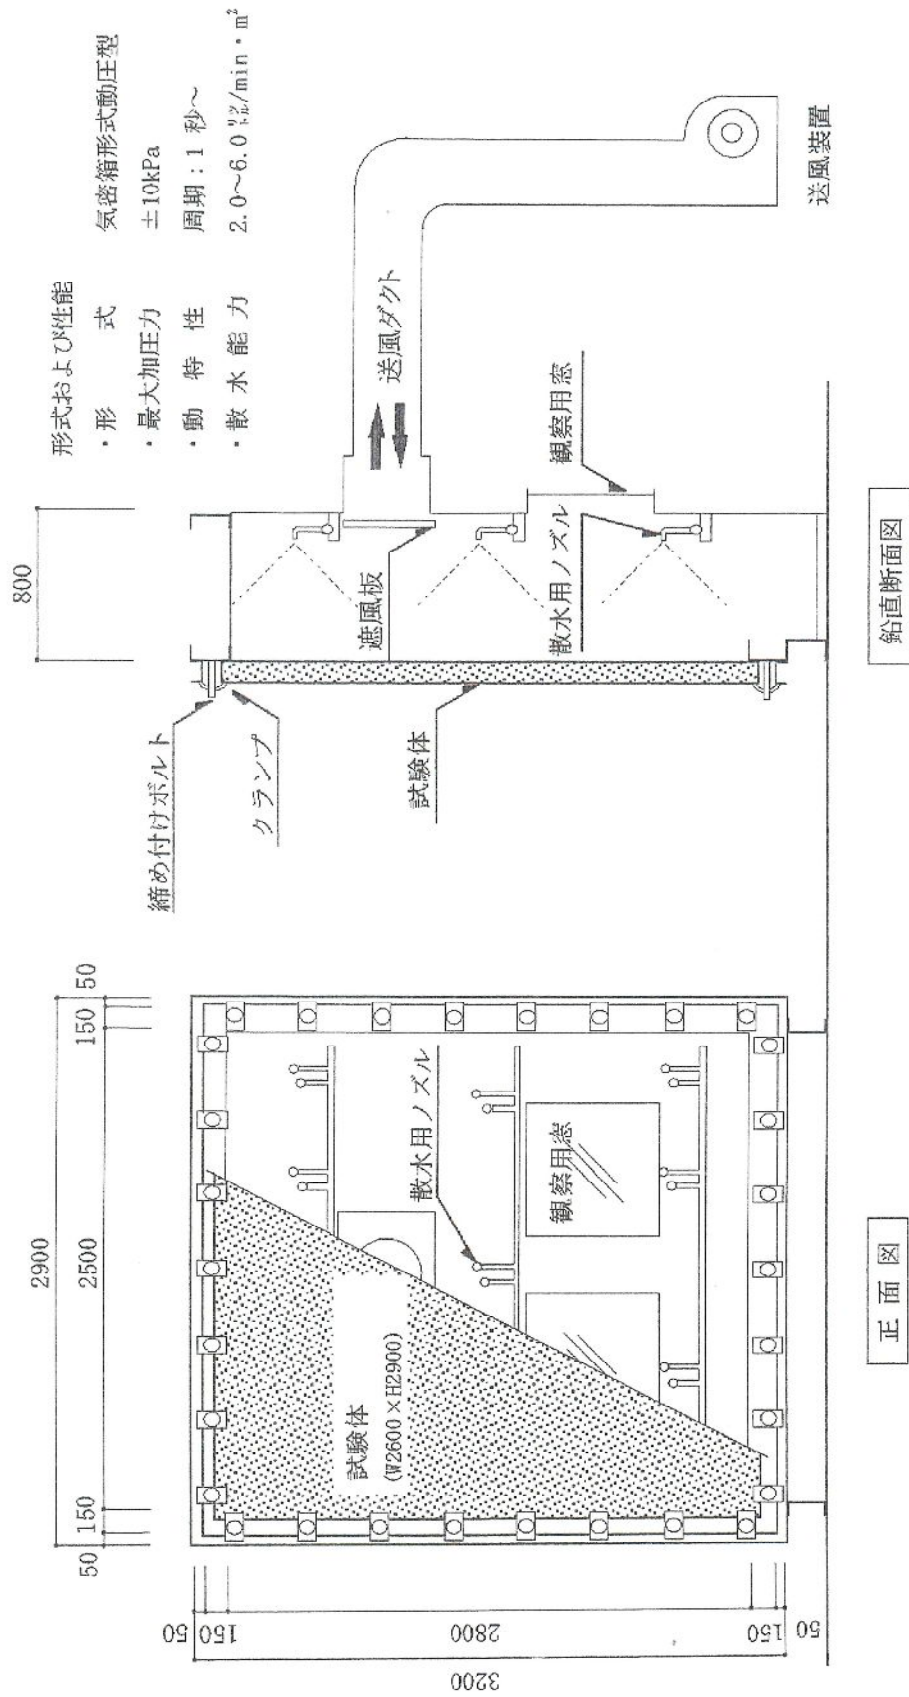 形式および性能
・形　　式　　気密箱形式動圧型
・最大加圧力　　±10kPa
・動　特　性　　周期：1 秒～
・散 水 能 力　　2.0～6.0㍑/min・m²
2900
50
150
2500
150
50
50
150
2800
150
50
3200
試験体
(W2600×H2900)
散水用ノズル
観察用窓
正 面 図
800
締め付けボルト
クランプ
試験体
遮風板
散水用ノズル
観察用窓
送風ダクト
送風装置
鉛直断面図